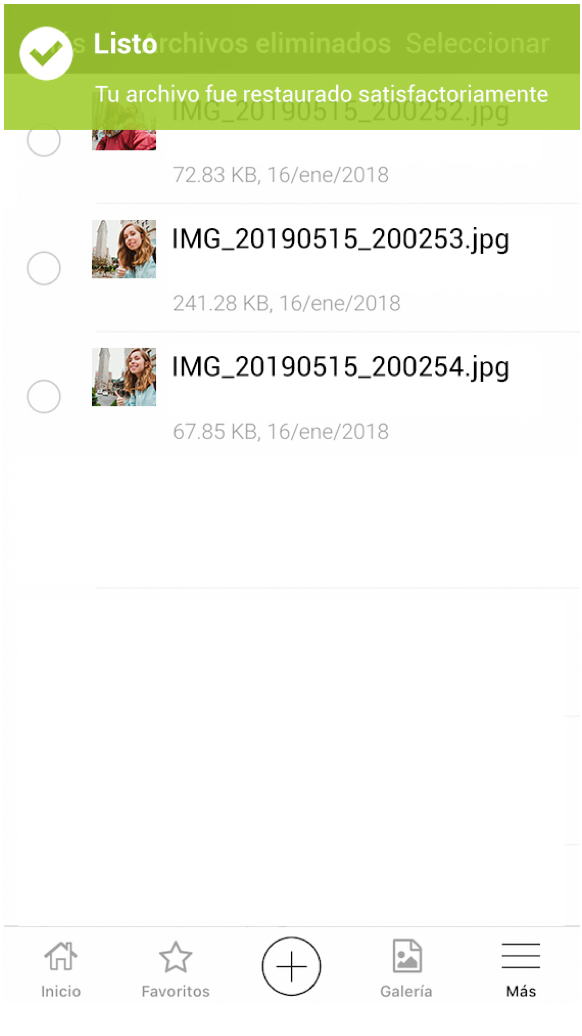 Listo
s Archivos eliminados Seleccionar
Tu archivo fue restaurado satisfactoriamente
IMG_20190515_200252.jpg
72.83 KB, 16/ene/2018
IMG_20190515_200253.jpg
241.28 KB, 16/ene/2018
IMG_20190515_200254.jpg
67.85 KB, 16/ene/2018
Inicio
Favoritos
Galería
Más